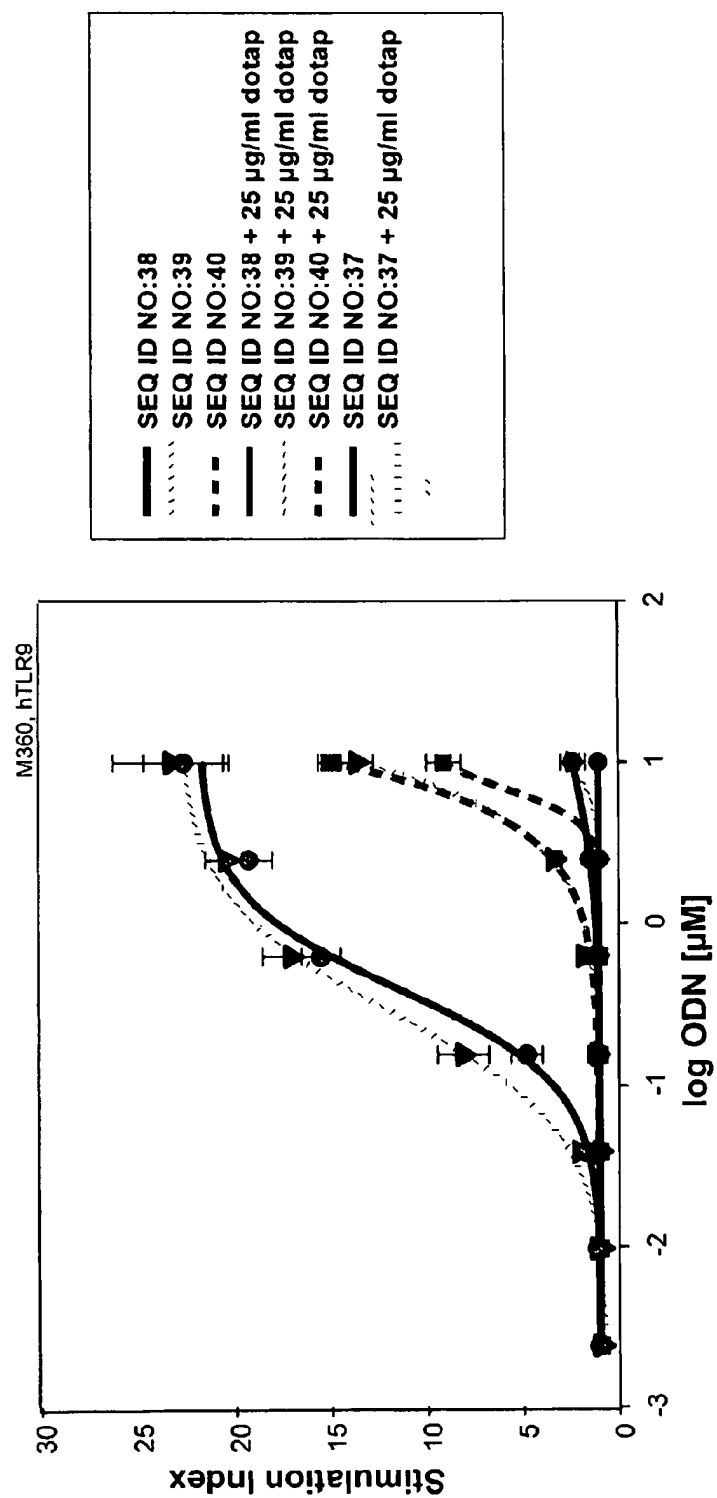 M360, hTLR9
Stimulation Index
30
25
20
15
10
5
0
-3
-2
-1
0
1
2
log ODN [µM]
SEQ ID NO:38
SEQ ID NO:39
SEQ ID NO:40
SEQ ID NO:38 + 25 µg/ml dotap
SEQ ID NO:39 + 25 µg/ml dotap
SEQ ID NO:40 + 25 µg/ml dotap
SEQ ID NO:37
SEQ ID NO:37 + 25 µg/ml dotap